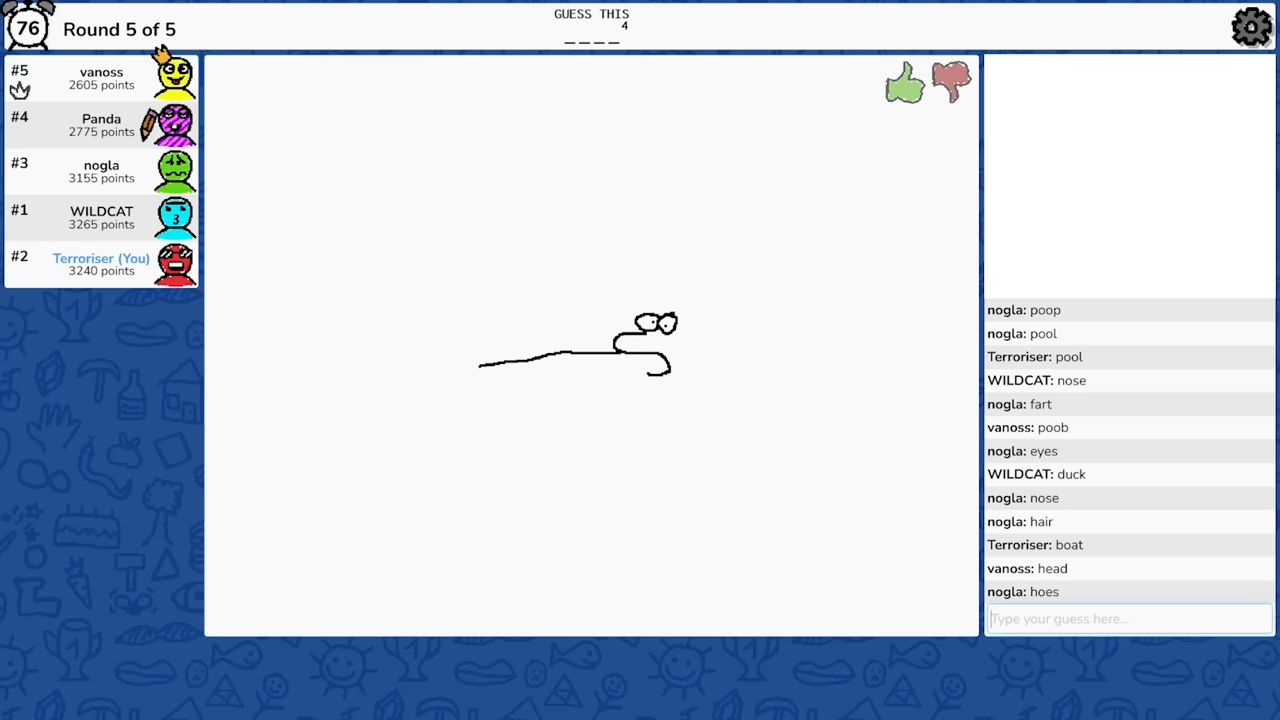 76
Round 5 of 5
GUESS THIS
4
_ _ _ _
#5
vanoss
2605 points
#4
Panda
2775 points
#3
nogla
3155 points
#1
WILDCAT
3265 points
#2
Terroriser (You)
3240 points
nogla: poop
nogla: pool
Terroriser: pool
WILDCAT: nose
nogla: fart
vanoss: poob
nogla: eyes
WILDCAT: duck
nogla: nose
nogla: hair
Terroriser: boat
vanoss: head
nogla: hoes
Type your guess here...